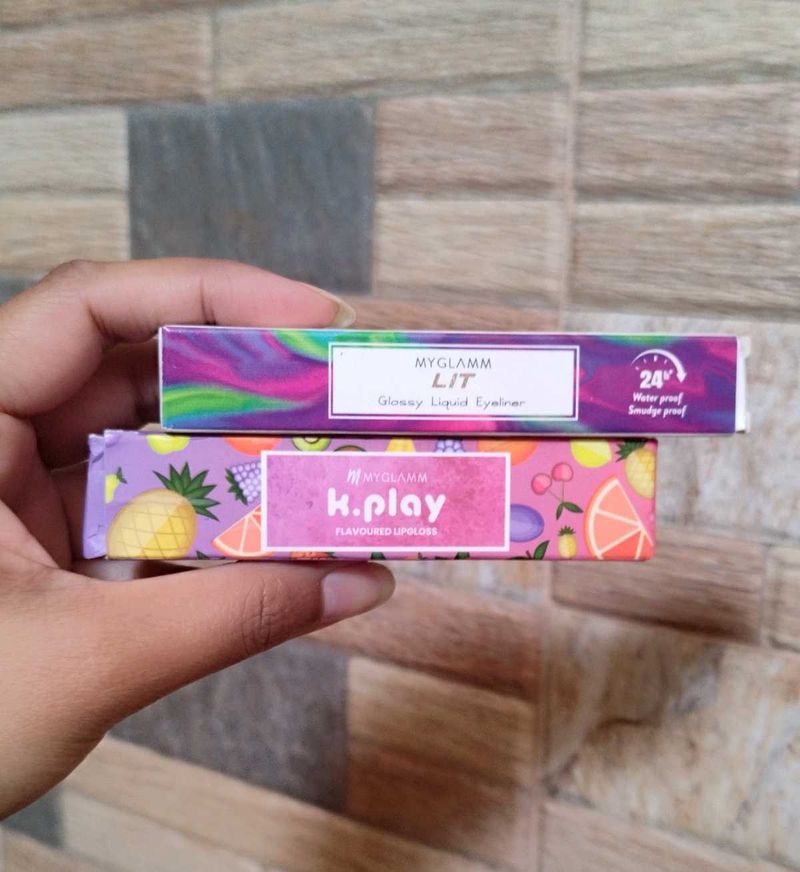 MYGLAMM
LIT
Glossy Liquid Eyeliner
24hr
Water proof
Smudge proof
MYGLAMM
k.play
FLAVOURED LIPGLOSS